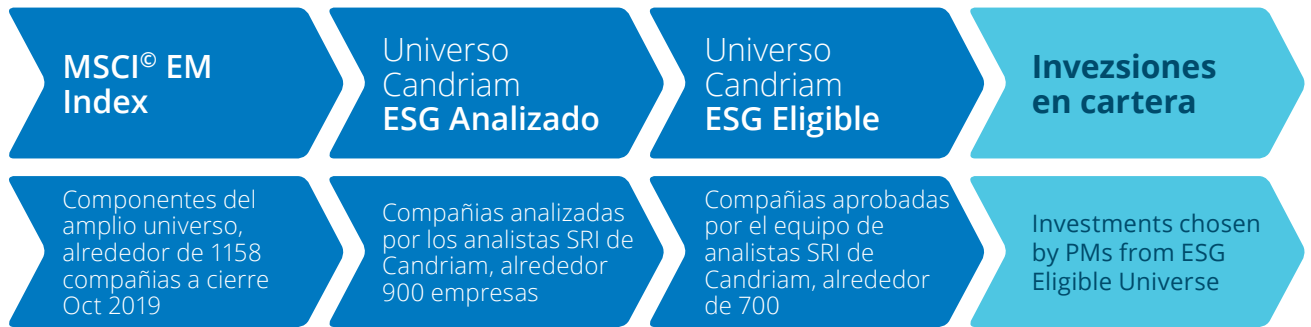 MSCI© EM
Index
Universo
Candriam
ESG Analizado
Universo
Candriam
ESG Eligible
Invezsiones
en cartera
Componentes del
amplio universo,
alrededor de 1158
compañias a cierre
Oct 2019
Compañias analizadas
por los analistas SRI de
Candriam, alrededor
900 empresas
Compañias aprobadas
por el equipo de
analistas SRI de
Candriam, alrededor
de 700
Investments chosen
by PMs from ESG
Eligible Universe